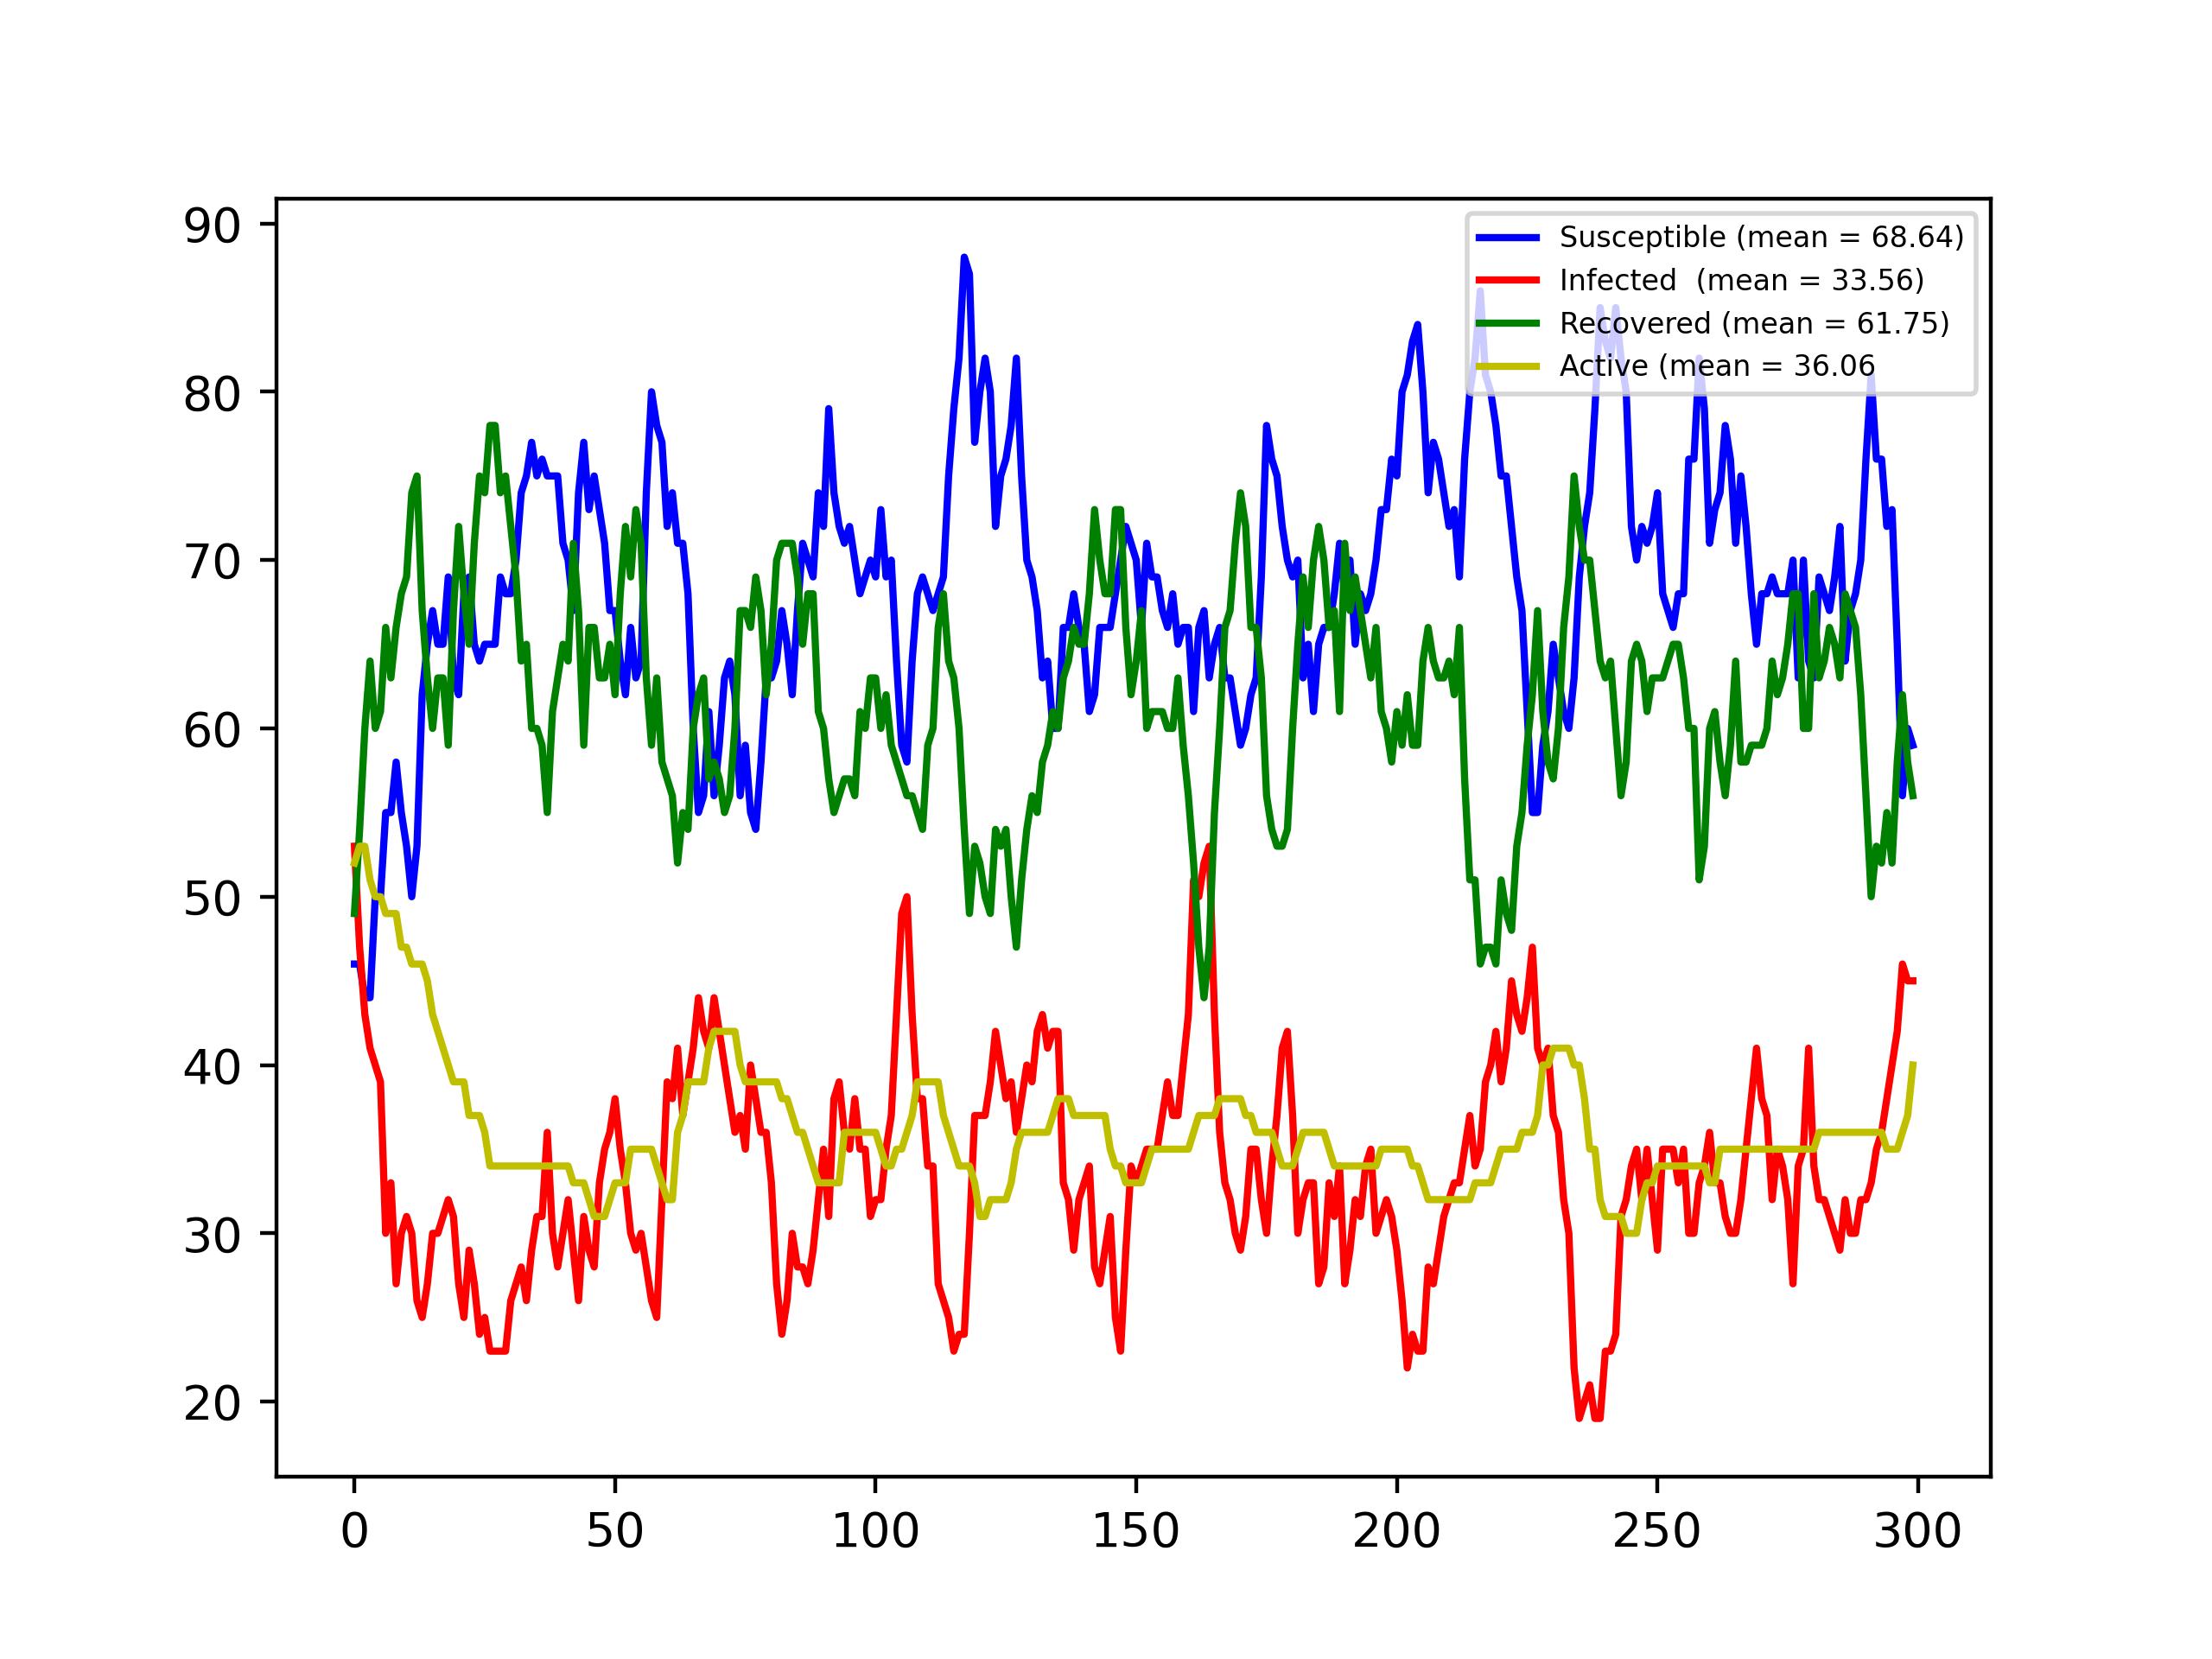 90
80
70
60
50
40
30
20
0 50 100 150 200 250 300
Susceptible (mean = 68.64)
Infected  (mean = 33.56)
Recovered (mean = 61.75)
Active (mean = 36.06